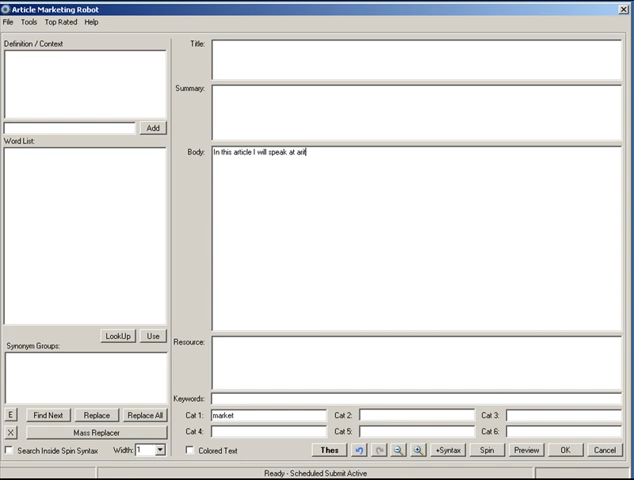 Article Marketing Robot
File Tools Top Rated Help
Definition / Context
Add
Word List:
LookUp Use
Synonym Groups:
E Find Next Replace Replace All
X Mass Replacer
Search Inside Spin Syntax Width: 1
Title:
Summary:
Body: In this article I will speak at arit
Resource:
Keywords:
Cat 1: market Cat 2: Cat 3:
Cat 4: Cat 5: Cat 6:
Colored Text Thes +Syntax Spin Preview OK Cancel
Ready - Scheduled Submit Active